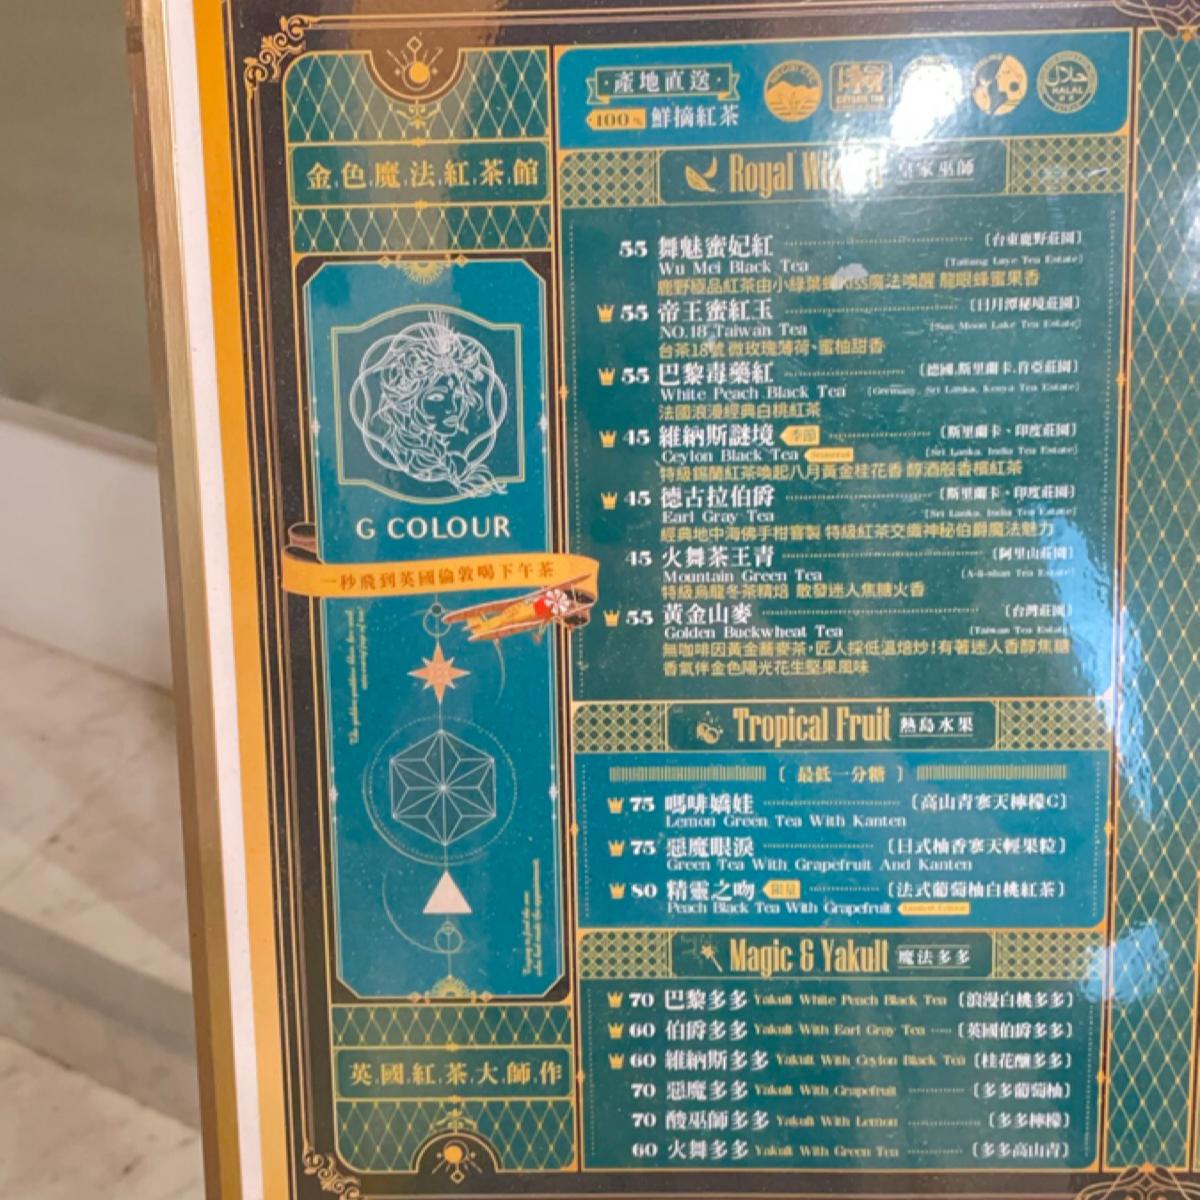 金色魔法紅茶館
G COLOUR
一秒飛到英國倫敦喝下午茶
英國紅茶大師作
產地直送
100% 鮮摘紅茶
HALAL
Royal 皇家巫師
55 舞魅蜜妃紅 〔台東鹿野莊園〕
Wu Mei Black Tea [Taitung Luye Tea Estate]
鹿野極品紅茶由小綠葉蟬KISS魔法喚醒 龍眼蜂蜜果香
55 帝王蜜紅玉 〔日月潭秘境莊園〕
NO.18 Taiwan Tea [Sun Moon Lake Tea Estate]
台茶18號 微玫瑰薄荷、蜜柚甜香
55 巴黎毒藥紅 〔德國.斯里蘭卡.肯亞莊園〕
White Peach Black Tea [Germany, Sri Lanka, Kenya Tea Estate]
法國浪漫經典白桃紅茶
45 維納斯謎境 季節 〔斯里蘭卡、印度莊園〕
Ceylon Black Tea Seasonal [Sri Lanka, India Tea Estate]
特級錫蘭紅茶喚起八月黃金桂花香 醇酒般香檳紅茶
45 德古拉伯爵 〔斯里蘭卡、印度莊園〕
Earl Gray Tea [Sri Lanka, India Tea Estate]
經典地中海佛手柑窨製 特級紅茶交織神秘伯爵魔法魅力
45 火舞茶王青 〔阿里山莊園〕
Mountain Green Tea [A-li-shan Tea Estate]
特級烏龍冬茶精焙 散發迷人焦糖火香
55 黃金山麥 〔台灣莊園〕
Golden Buckwheat Tea [Taiwan Tea Estate]
無咖啡因黃金蕎麥茶,匠人採低溫焙炒!有著迷人香醇焦糖
香氣伴金色陽光花生堅果風味
Tropical Fruit 熱島水果
〔 最低一分糖 〕
75 嗎啡嬌娃 〔高山青寒天檸檬C〕
Lemon Green Tea With Kanten
75 惡魔眼淚 〔日式柚香寒天輕果粒〕
Green Tea With Grapefruit And Kanten
80 精靈之吻 限量 〔法式葡萄柚白桃紅茶〕
Peach Black Tea With Grapefruit Limited Edition
Magic & Yakult 魔法多多
70 巴黎多多 Yakult White Peach Black Tea 〔浪漫白桃多多〕
60 伯爵多多 Yakult With Earl Gray Tea 〔英國伯爵多多〕
60 維納斯多多 Yakult With Ceylon Black Tea 〔桂花釀多多〕
70 惡魔多多 Yakult With Grapefruit 〔多多葡萄柚〕
70 酸巫師多多 Yakult With Lemon 〔多多檸檬〕
60 火舞多多 Yakult With Green Tea 〔多多高山青〕